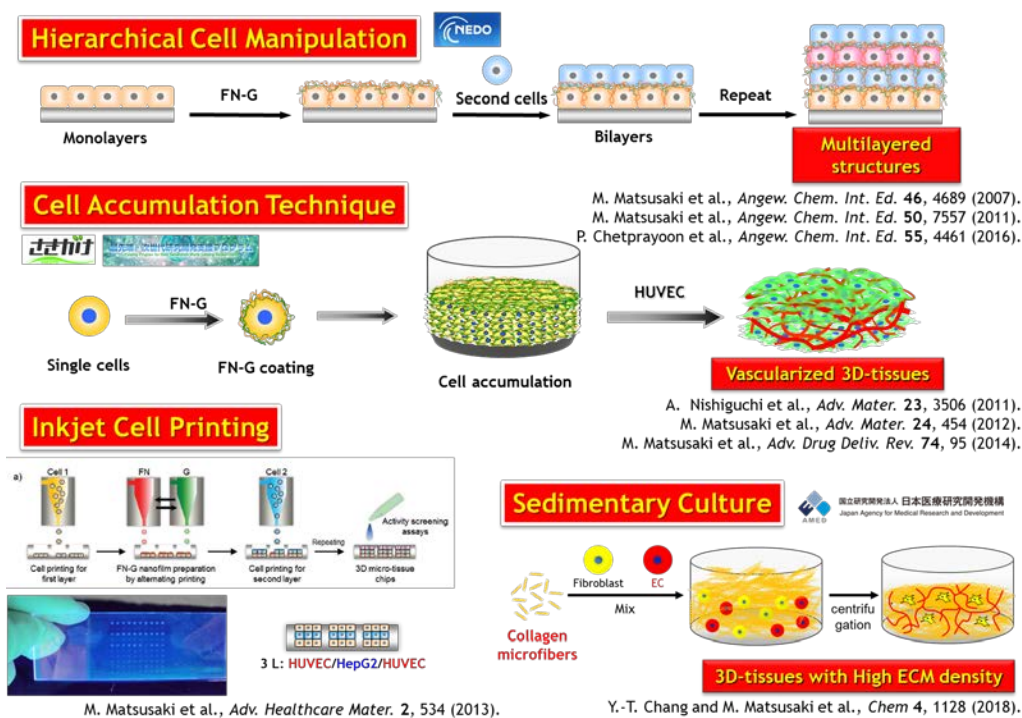 Hierarchical Cell Manipulation
NEDO
FN-G
Second cells
Repeat
Monolayers
Bilayers
Multilayered
structures
M. Matsusaki et al., Angew. Chem. Int. Ed. 46, 4689 (2007).
M. Matsusaki et al., Angew. Chem. Int. Ed. 50, 7557 (2011).
P. Chetprayoon et al., Angew. Chem. Int. Ed. 55, 4461 (2016).
Cell Accumulation Technique
さきがけ
FN-G
HUVEC
Single cells
FN-G coating
Cell accumulation
Vascularized 3D-tissues
A. Nishiguchi et al., Adv. Mater. 23, 3506 (2011).
M. Matsusaki et al., Adv. Mater. 24, 454 (2012).
M. Matsusaki et al., Adv. Drug Deliv. Rev. 74, 95 (2014).
Inkjet Cell Printing
a)
Cell 1
FN
G
Cell 2
Activity screening
assays
Repeating
Cell printing for
first layer
FN-G nanofilm preparation
by alternating printing
Cell printing for
second layer
3D micro-tissue
chips
3 L: HUVEC/HepG2/HUVEC
M. Matsusaki et al., Adv. Healthcare Mater. 2, 534 (2013).
Sedimentary Culture
AMED
国立研究開発法人 日本医療研究開発機構
Japan Agency for Medical Research and Development
Fibroblast
EC
Mix
Collagen
microfibers
centrifu
gation
3D-tissues with High ECM density
Y.-T. Chang and M. Matsusaki et al., Chem 4, 1128 (2018).